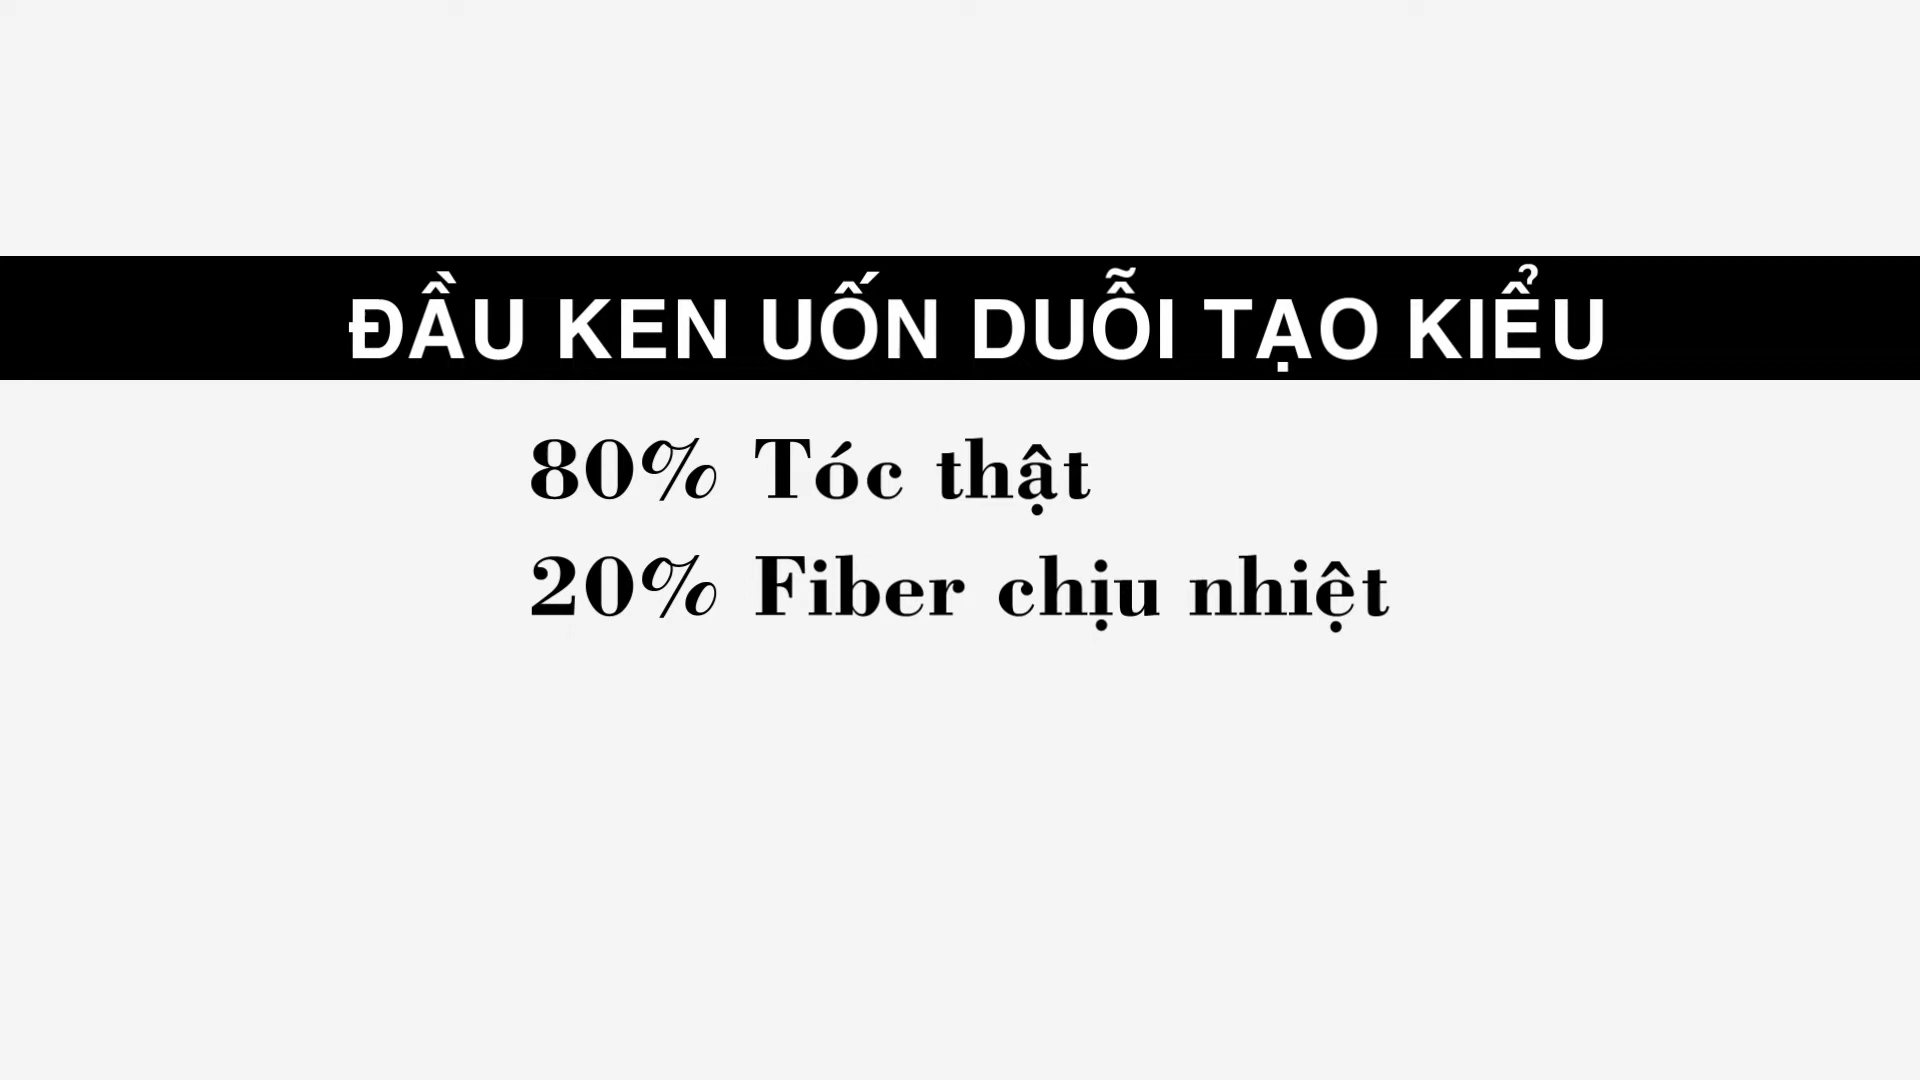 ĐẦU KEN UỐN DUỖI TẠO KIỂU
80% Tóc thật
20% Fiber chịu nhiệt